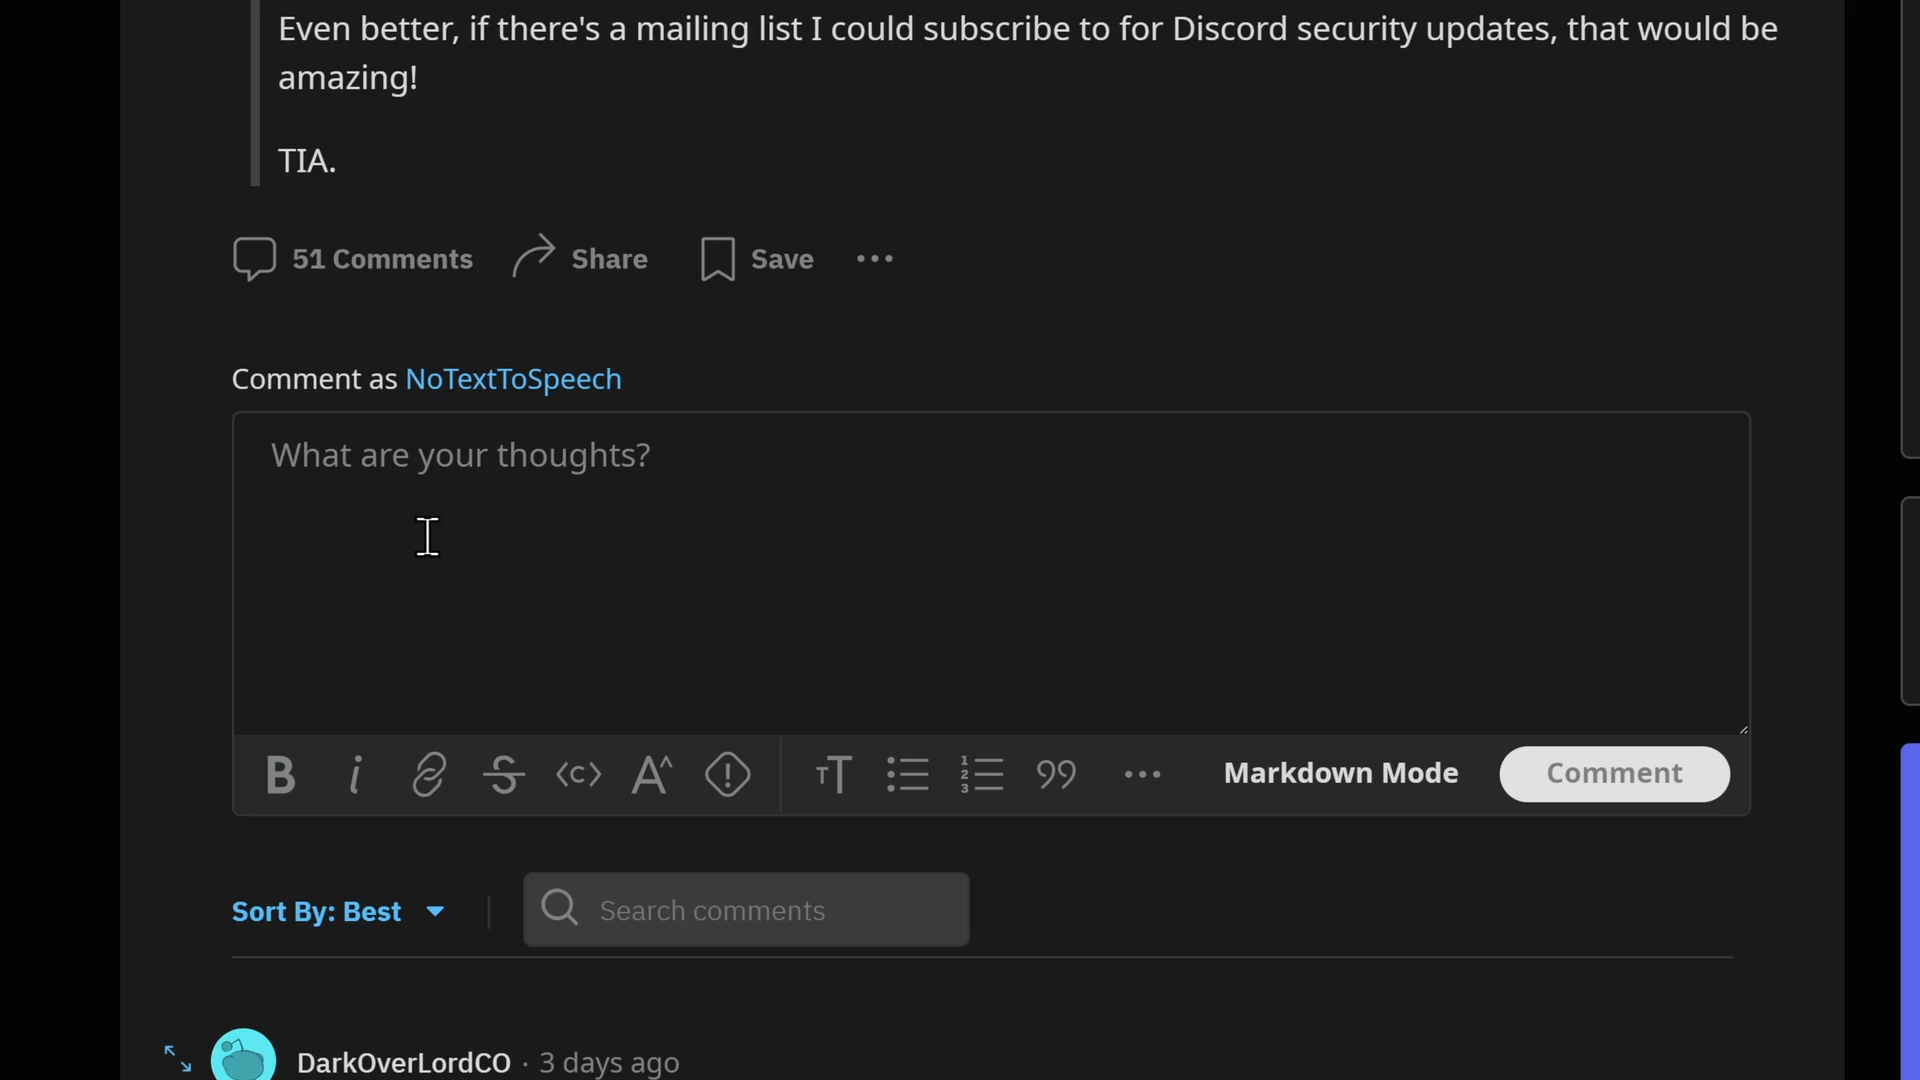 Even better, if there's a mailing list I could subscribe to for Discord security updates, that would be
amazing!
TIA.
51 Comments Share Save
Comment as NoTextToSpeech
What are your thoughts?
B i <c> A^ TT 99 Markdown Mode Comment
Sort By: Best Search comments
DarkOverLordCO · 3 days ago